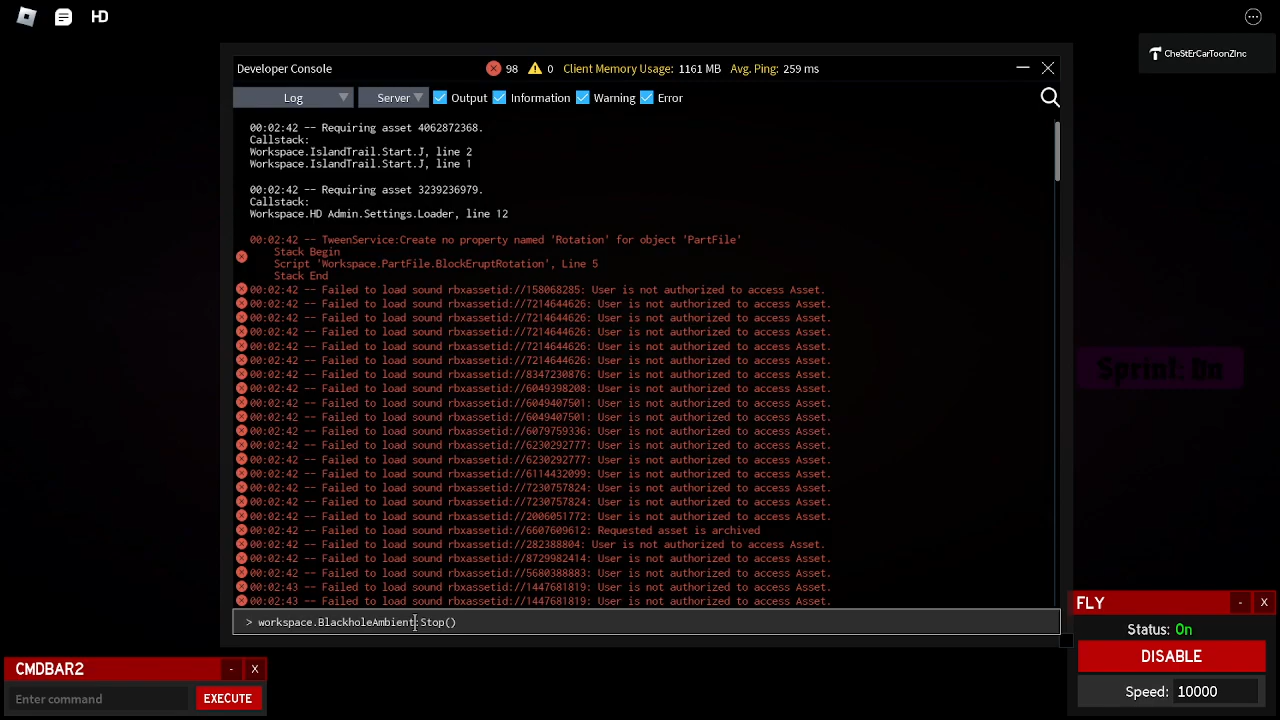 HD
CheStErCarToonZInc
Developer Console
98
0
Client Memory Usage: 1161 MB
Avg. Ping: 259 ms
Log
Server
Output
Information
Warning
Error
00:02:42 -- Requiring asset 4062872368.
Callstack:
Workspace.IslandTrail.Start.J, line 2
Workspace.IslandTrail.Start.J, line 1
00:02:42 -- Requiring asset 3239236979.
Callstack:
Workspace.HD Admin.Settings.Loader, line 12
00:02:42 -- TweenService:Create no property named 'Rotation' for object 'PartFile'
Stack Begin
Script 'Workspace.PartFile.BlockEruptRotation', Line 5
Stack End
00:02:42 -- Failed to load sound rbxassetid://158068285: User is not authorized to access Asset.
00:02:42 -- Failed to load sound rbxassetid://7214644626: User is not authorized to access Asset.
00:02:42 -- Failed to load sound rbxassetid://7214644626: User is not authorized to access Asset.
00:02:42 -- Failed to load sound rbxassetid://7214644626: User is not authorized to access Asset.
00:02:42 -- Failed to load sound rbxassetid://7214644626: User is not authorized to access Asset.
00:02:42 -- Failed to load sound rbxassetid://7214644626: User is not authorized to access Asset.
00:02:42 -- Failed to load sound rbxassetid://8347230876: User is not authorized to access Asset.
00:02:42 -- Failed to load sound rbxassetid://6049398208: User is not authorized to access Asset.
00:02:42 -- Failed to load sound rbxassetid://6049407501: User is not authorized to access Asset.
00:02:42 -- Failed to load sound rbxassetid://6049407501: User is not authorized to access Asset.
00:02:42 -- Failed to load sound rbxassetid://6079759336: User is not authorized to access Asset.
00:02:42 -- Failed to load sound rbxassetid://6230292777: User is not authorized to access Asset.
00:02:42 -- Failed to load sound rbxassetid://6230292777: User is not authorized to access Asset.
00:02:42 -- Failed to load sound rbxassetid://6114432099: User is not authorized to access Asset.
00:02:42 -- Failed to load sound rbxassetid://7230757824: User is not authorized to access Asset.
00:02:42 -- Failed to load sound rbxassetid://7230757824: User is not authorized to access Asset.
00:02:42 -- Failed to load sound rbxassetid://2006051772: User is not authorized to access Asset.
00:02:42 -- Failed to load sound rbxassetid://6607609612: Requested asset is archived
00:02:42 -- Failed to load sound rbxassetid://282388804: User is not authorized to access Asset.
00:02:42 -- Failed to load sound rbxassetid://8729982414: User is not authorized to access Asset.
00:02:42 -- Failed to load sound rbxassetid://5680388883: User is not authorized to access Asset.
00:02:43 -- Failed to load sound rbxassetid://1447681819: User is not authorized to access Asset.
00:02:43 -- Failed to load sound rbxassetid://1447681819: User is not authorized to access Asset.
> workspace.BlackholeAmbient:Stop()
Sprint: On
FLY
- X
Status: On
DISABLE
Speed: 10000
CMDBAR2
- X
Enter command
EXECUTE